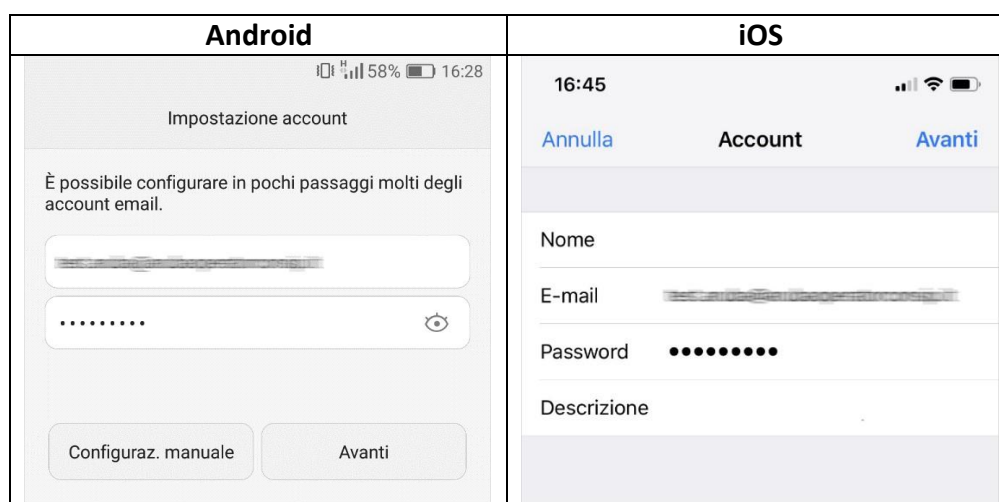 Android
iOS
58% 16:28
Impostazione account
È possibile configurare in pochi passaggi molti degli
account email.
•••••••••
Configuraz. manuale
Avanti
16:45
Annulla
Account
Avanti
Nome
E-mail
Password •••••••••
Descrizione